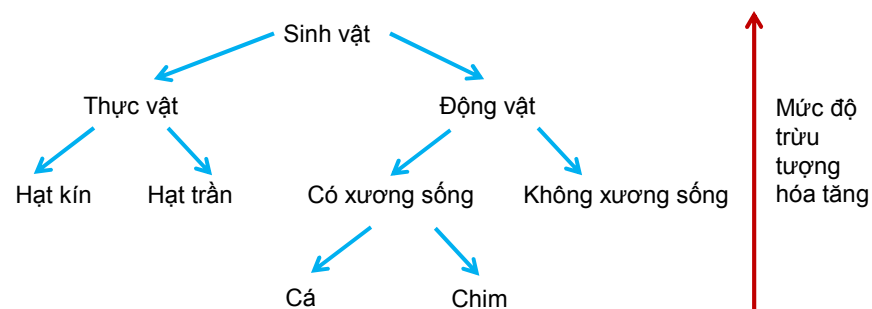 Sinh vật
Thực vật
Động vật
Hạt kín
Hạt trần
Có xương sống
Không xương sống
Cá
Chim
Mức độ
trừu
tượng
hóa tăng